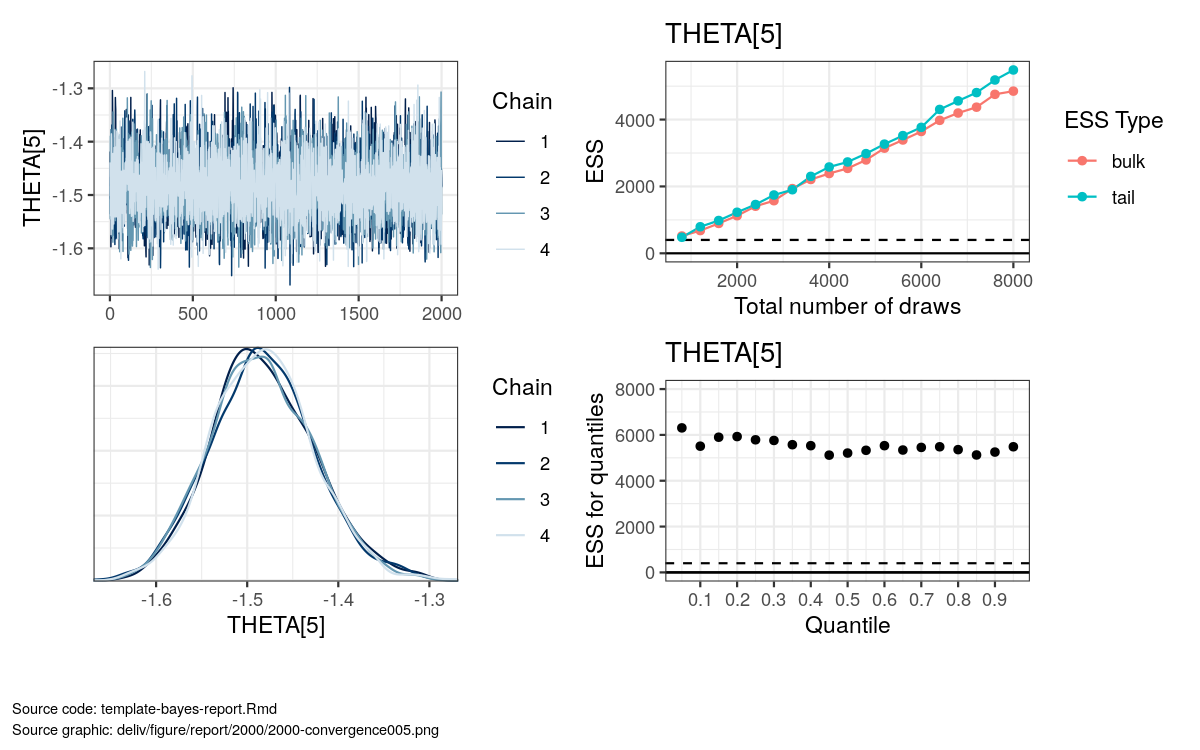 THETA[5]
-1.3
-1.4
-1.5
-1.6
0 500 1000 1500 2000
Chain
1
2
3
4
THETA[5]
ESS
4000
2000
0
2000 4000 6000 8000
Total number of draws
ESS Type
bulk
tail
-1.6 -1.5 -1.4 -1.3
THETA[5]
Chain
1
2
3
4
THETA[5]
ESS for quantiles
8000
6000
4000
2000
0
0.1 0.2 0.3 0.4 0.5 0.6 0.7 0.8 0.9
Quantile
Source code: template-bayes-report.Rmd
Source graphic: deliv/figure/report/2000/2000-convergence005.png